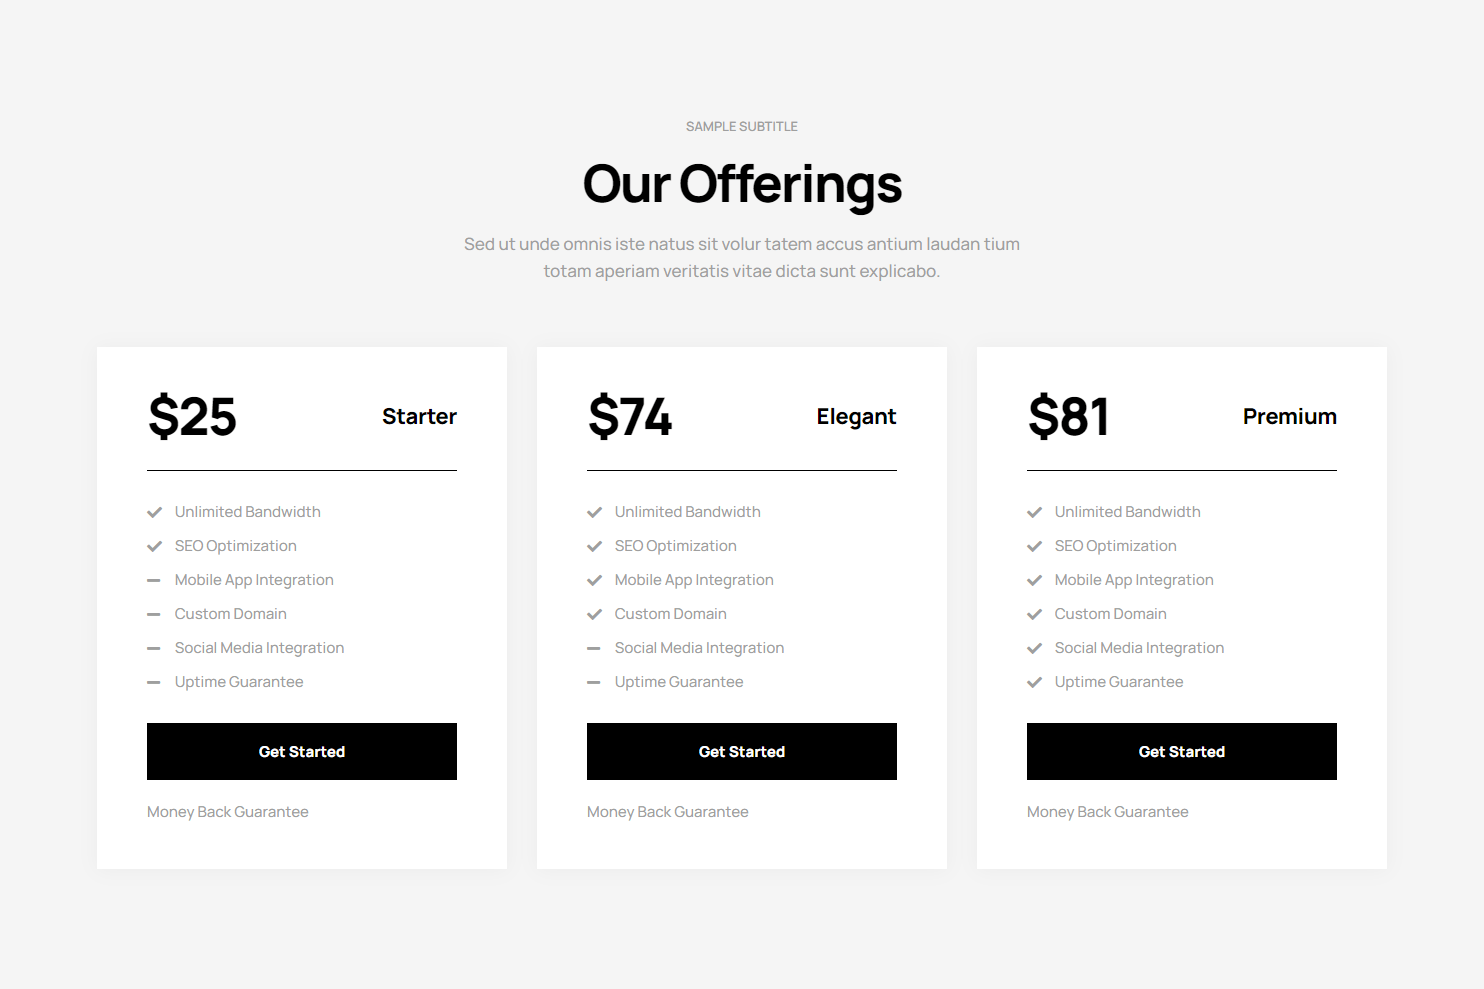 SAMPLE SUBTITLE
Our Offerings
Sed ut unde omnis iste natus sit volur tatem accus antium laudan tium
totam aperiam veritatis vitae dicta sunt explicabo.
$25
Starter
Unlimited Bandwidth
SEO Optimization
Mobile App Integration
Custom Domain
Social Media Integration
Uptime Guarantee
Get Started
Money Back Guarantee
$74
Elegant
Unlimited Bandwidth
SEO Optimization
Mobile App Integration
Custom Domain
Social Media Integration
Uptime Guarantee
Get Started
Money Back Guarantee
$81
Premium
Unlimited Bandwidth
SEO Optimization
Mobile App Integration
Custom Domain
Social Media Integration
Uptime Guarantee
Get Started
Money Back Guarantee